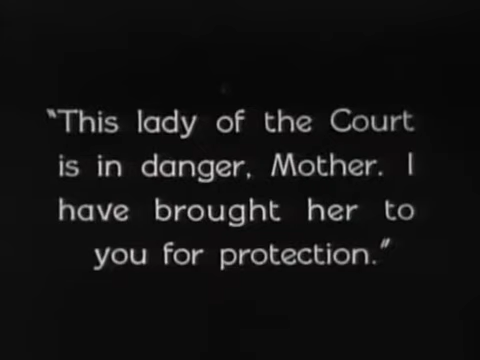 "This lady of the Court
is in danger, Mother. I
have brought her to
you for protection."